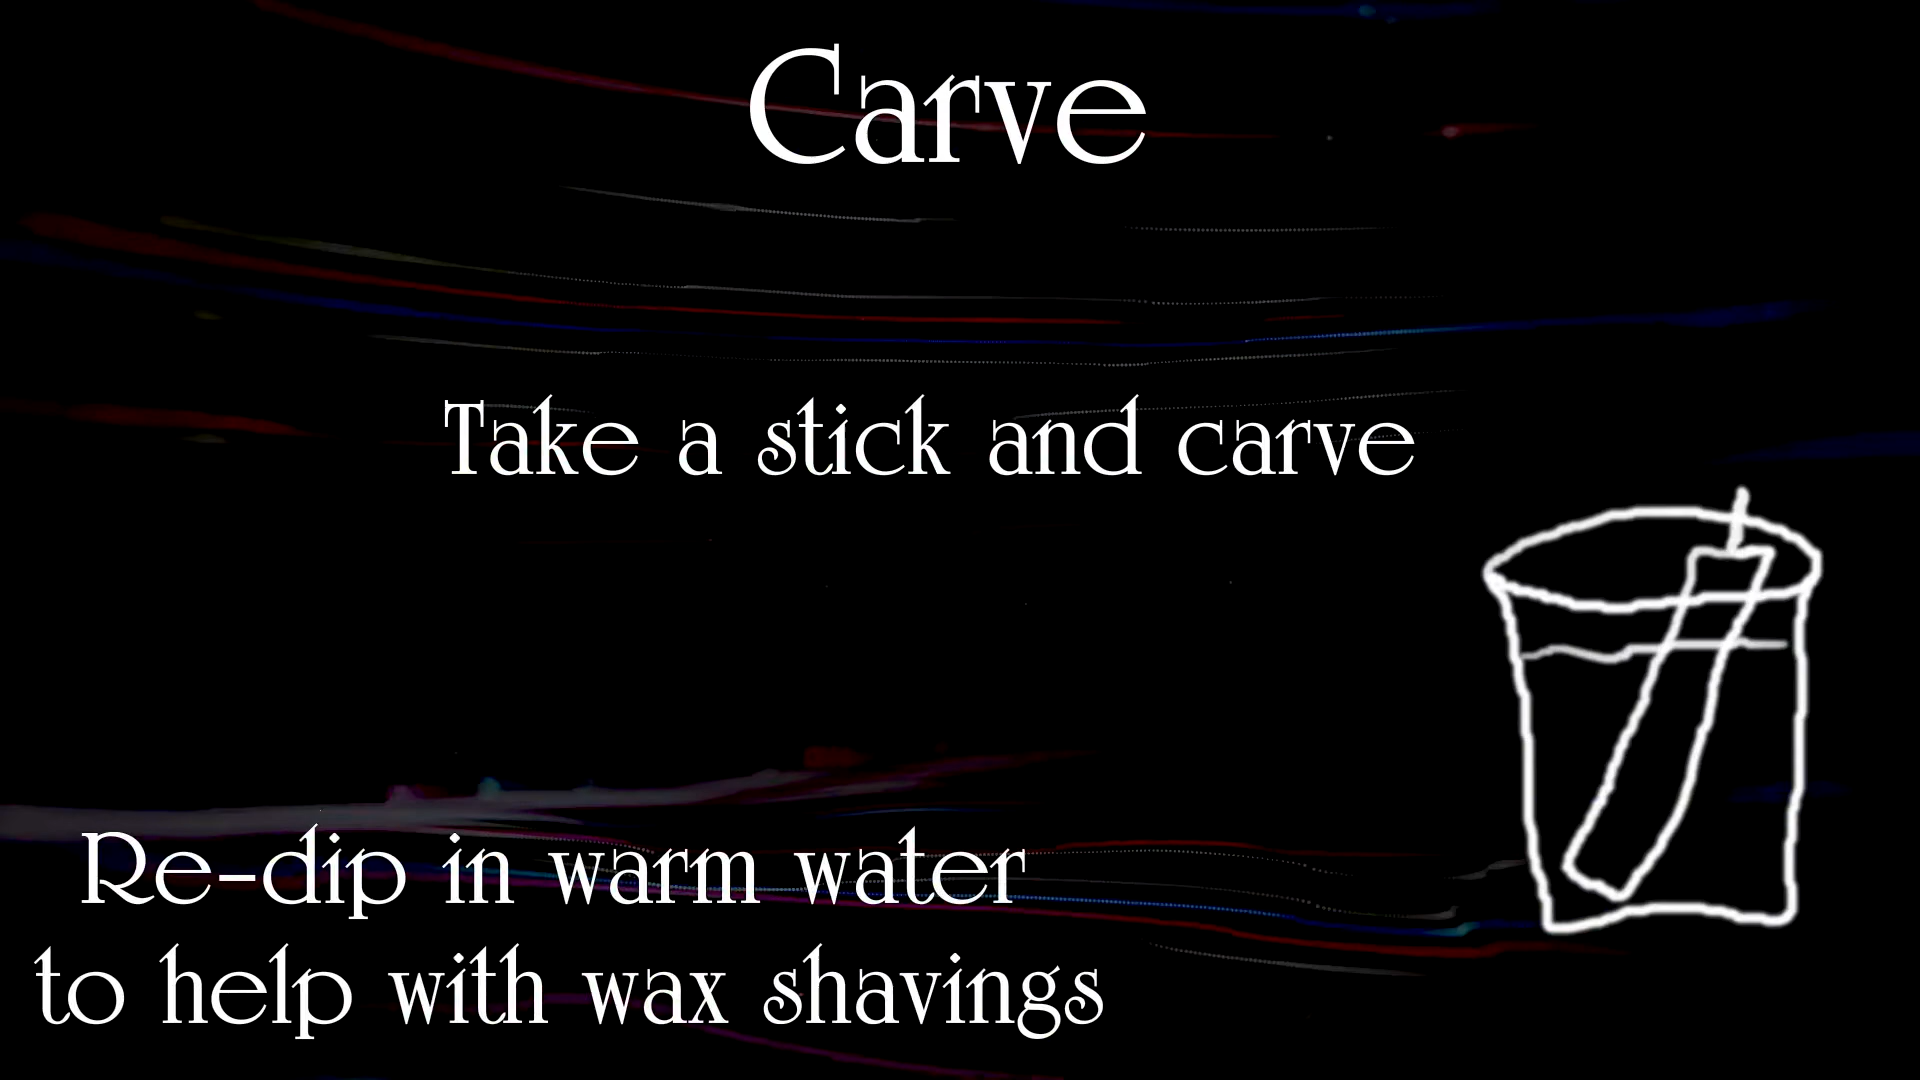 Carve
Take a stick and carve
Re-dip in warm water
to help with wax shavings